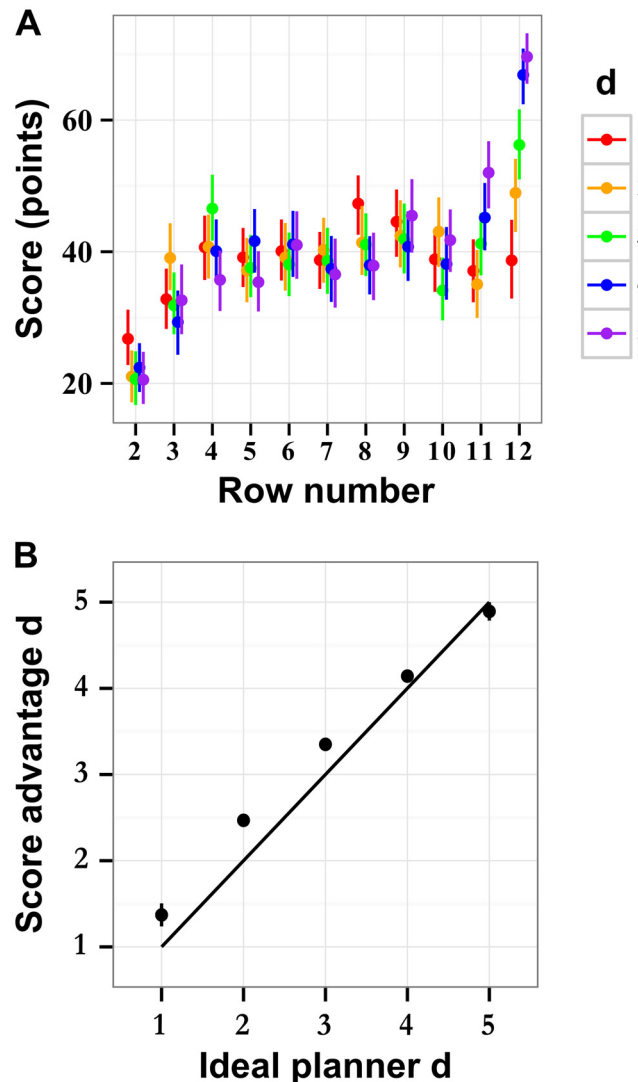 A
Score (points)
60
40
20
2 3 4 5 6 7 8 9 10 11 12
Row number
d
B
Score advantage d
5
4
3
2
1
1 2 3 4 5
Ideal planner d